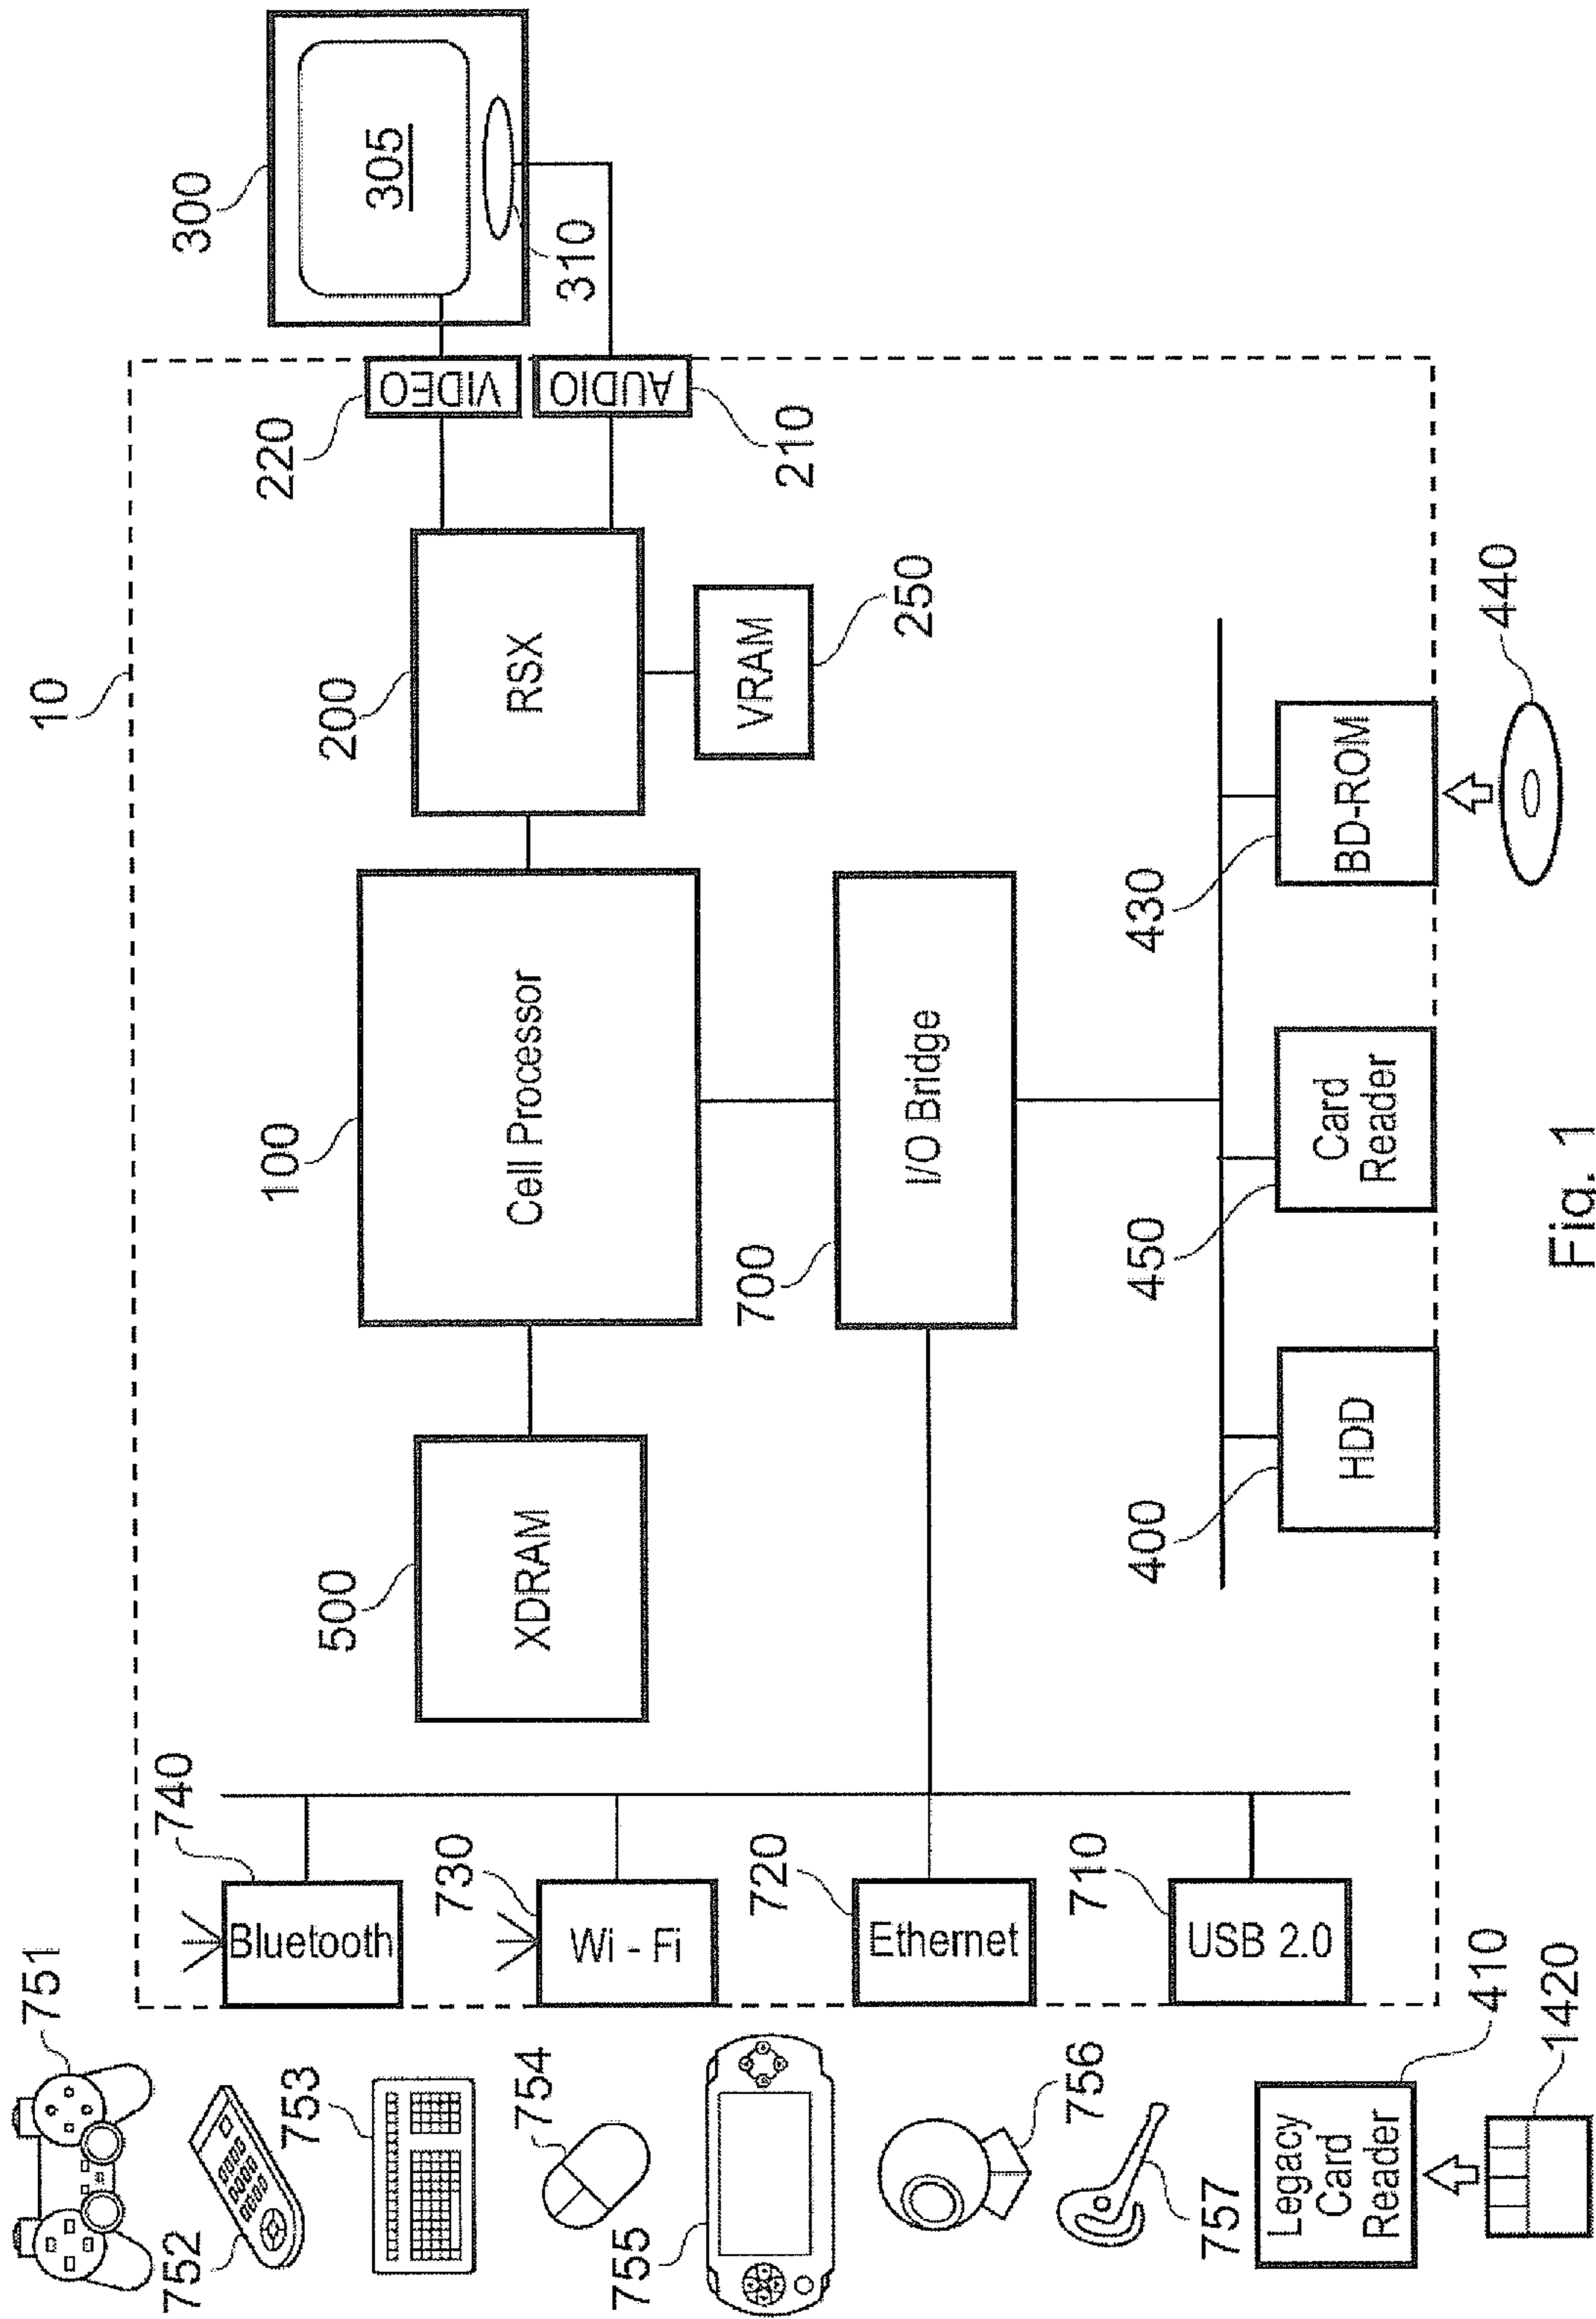 10
300
305
310
220
VIDEO
AUDIO
210
200
RSX
VRAM
250
100
Cell Processor
500
XDRAM
700
I/O Bridge
430
BD-ROM
440
450
Card
Reader
400
HDD
740
Bluetooth
730
Wi - Fi
720
Ethernet
710
USB 2.0
751
752
753
754
755
756
757
410
Legacy
Card
Reader
1420
Fig. 1